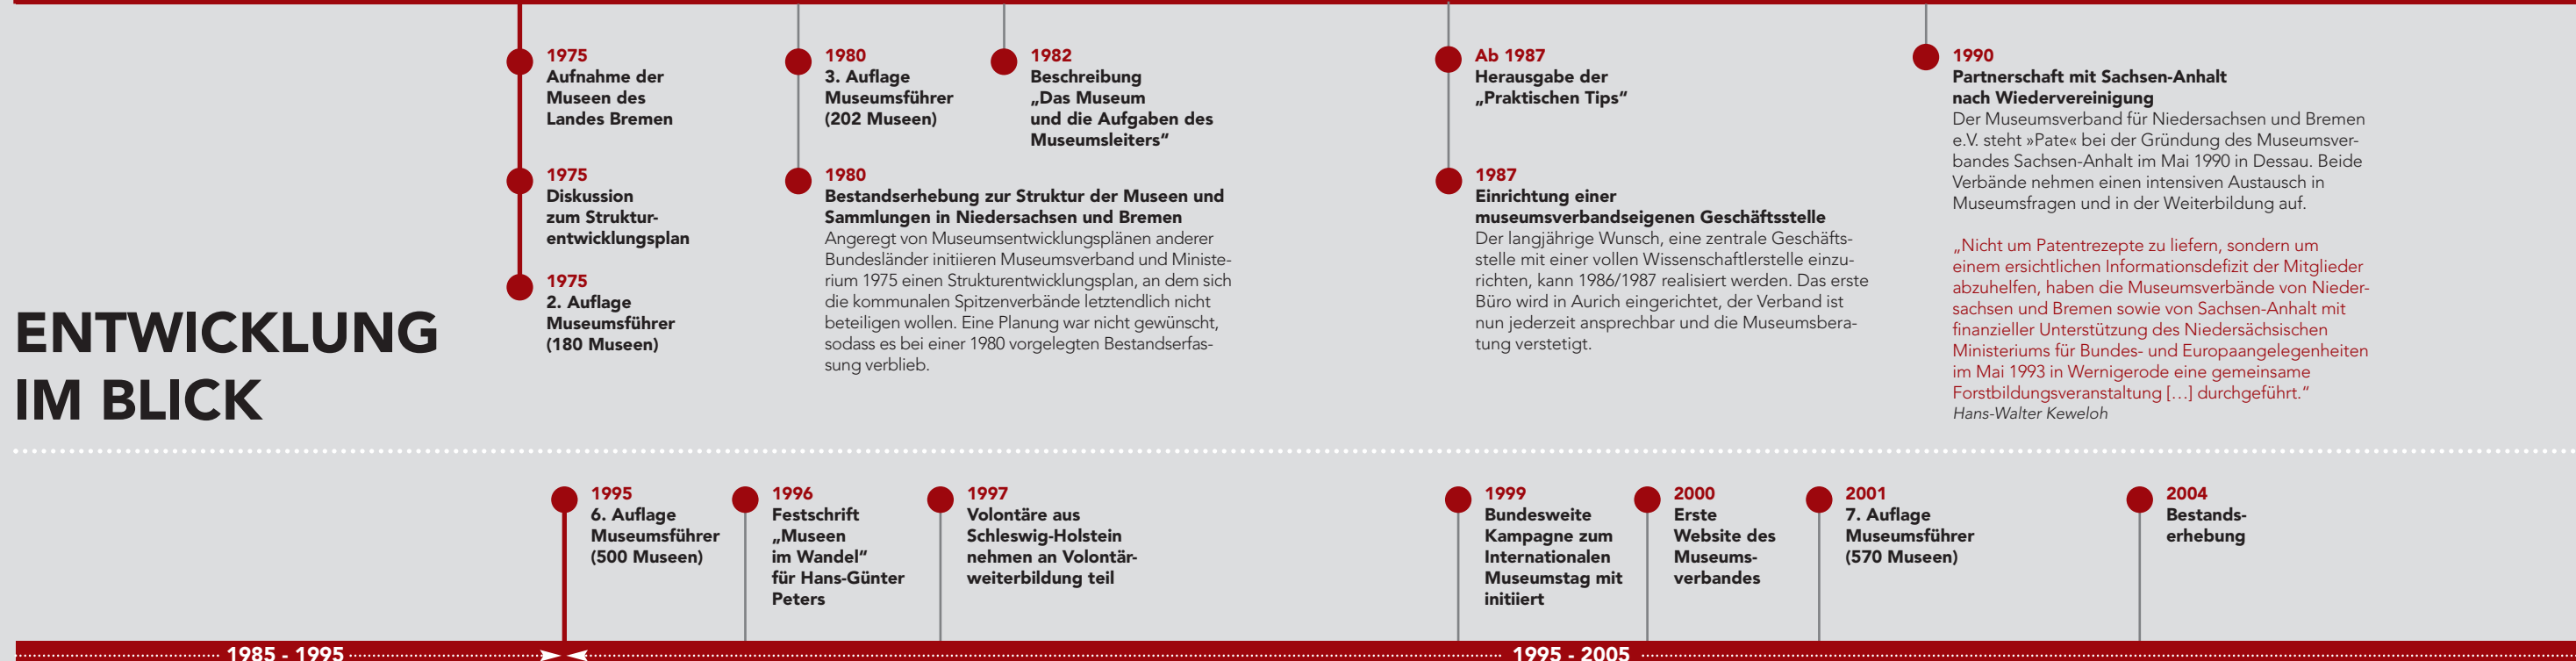 ENTWICKLUNG
IM BLICK
1975
Aufnahme der
Museen des
Landes Bremen
1975
Diskussion
zum Struktur-
entwicklungsplan
1975
2. Auflage
Museumsführer
(180 Museen)
1980
3. Auflage
Museumsführer
(202 Museen)
1982
Beschreibung
„Das Museum
und die Aufgaben des
Museumsleiters“
1980
Bestandserhebung zur Struktur der Museen und
Sammlungen in Niedersachsen und Bremen
Angeregt von Museumsentwicklungsplänen anderer
Bundesländer initiieren Museumsverband und Ministe-
rium 1975 einen Strukturentwicklungsplan, an dem sich
die kommunalen Spitzenverbände letztendlich nicht
beteiligen wollen. Eine Planung war nicht gewünscht,
sodass es bei einer 1980 vorgelegten Bestandserfas-
sung verblieb.
Ab 1987
Herausgabe der
„Praktischen Tips“
1987
Einrichtung einer
museumsverbandseigenen Geschäftsstelle
Der langjährige Wunsch, eine zentrale Geschäfts-
stelle mit einer vollen Wissenschaftlerstelle einzu-
richten, kann 1986/1987 realisiert werden. Das erste
Büro wird in Aurich eingerichtet, der Verband ist
nun jederzeit ansprechbar und die Museumsbera-
tung verstetigt.
1990
Partnerschaft mit Sachsen-Anhalt
nach Wiedervereinigung
Der Museumsverband für Niedersachsen und Bremen
e.V. steht »Pate« bei der Gründung des Museumsver-
bandes Sachsen-Anhalt im Mai 1990 in Dessau. Beide
Verbände nehmen einen intensiven Austausch in
Museumsfragen und in der Weiterbildung auf.
„Nicht um Patentrezepte zu liefern, sondern um
einem ersichtlichen Informationsdefizit der Mitglieder
abzuhelfen, haben die Museumsverbände von Nieder-
sachsen und Bremen sowie von Sachsen-Anhalt mit
finanzieller Unterstützung des Niedersächsischen
Ministeriums für Bundes- und Europaangelegenheiten
im Mai 1993 in Wernigerode eine gemeinsame
Forstbildungsveranstaltung […] durchgeführt.“
Hans-Walter Keweloh
1995
6. Auflage
Museumsführer
(500 Museen)
1996
Festschrift
„Museen
im Wandel“
für Hans-Günter
Peters
1997
Volontäre aus
Schleswig-Holstein
nehmen an Volontär-
weiterbildung teil
1999
Bundesweite
Kampagne zum
Internationalen
Museumstag mit
initiiert
2000
Erste
Website des
Museums-
verbandes
2001
7. Auflage
Museumsführer
(570 Museen)
2004
Bestands-
erhebung
1985 - 1995
1995 - 2005